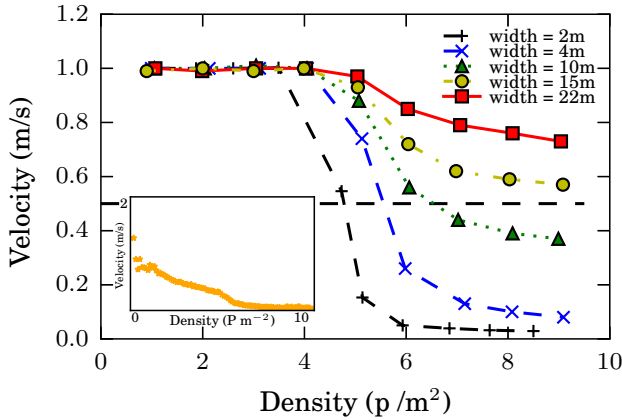 1.2
1.0
0.8
0.6
0.4
0.2
0.0
Velocity (m/s)
width = 2m
width = 4m
width = 10m
width = 15m
width = 22m
2
Velocity (m/s)
0
10
Density (P m⁻²)
0
2
4
6
8
10
Density (p /m²)